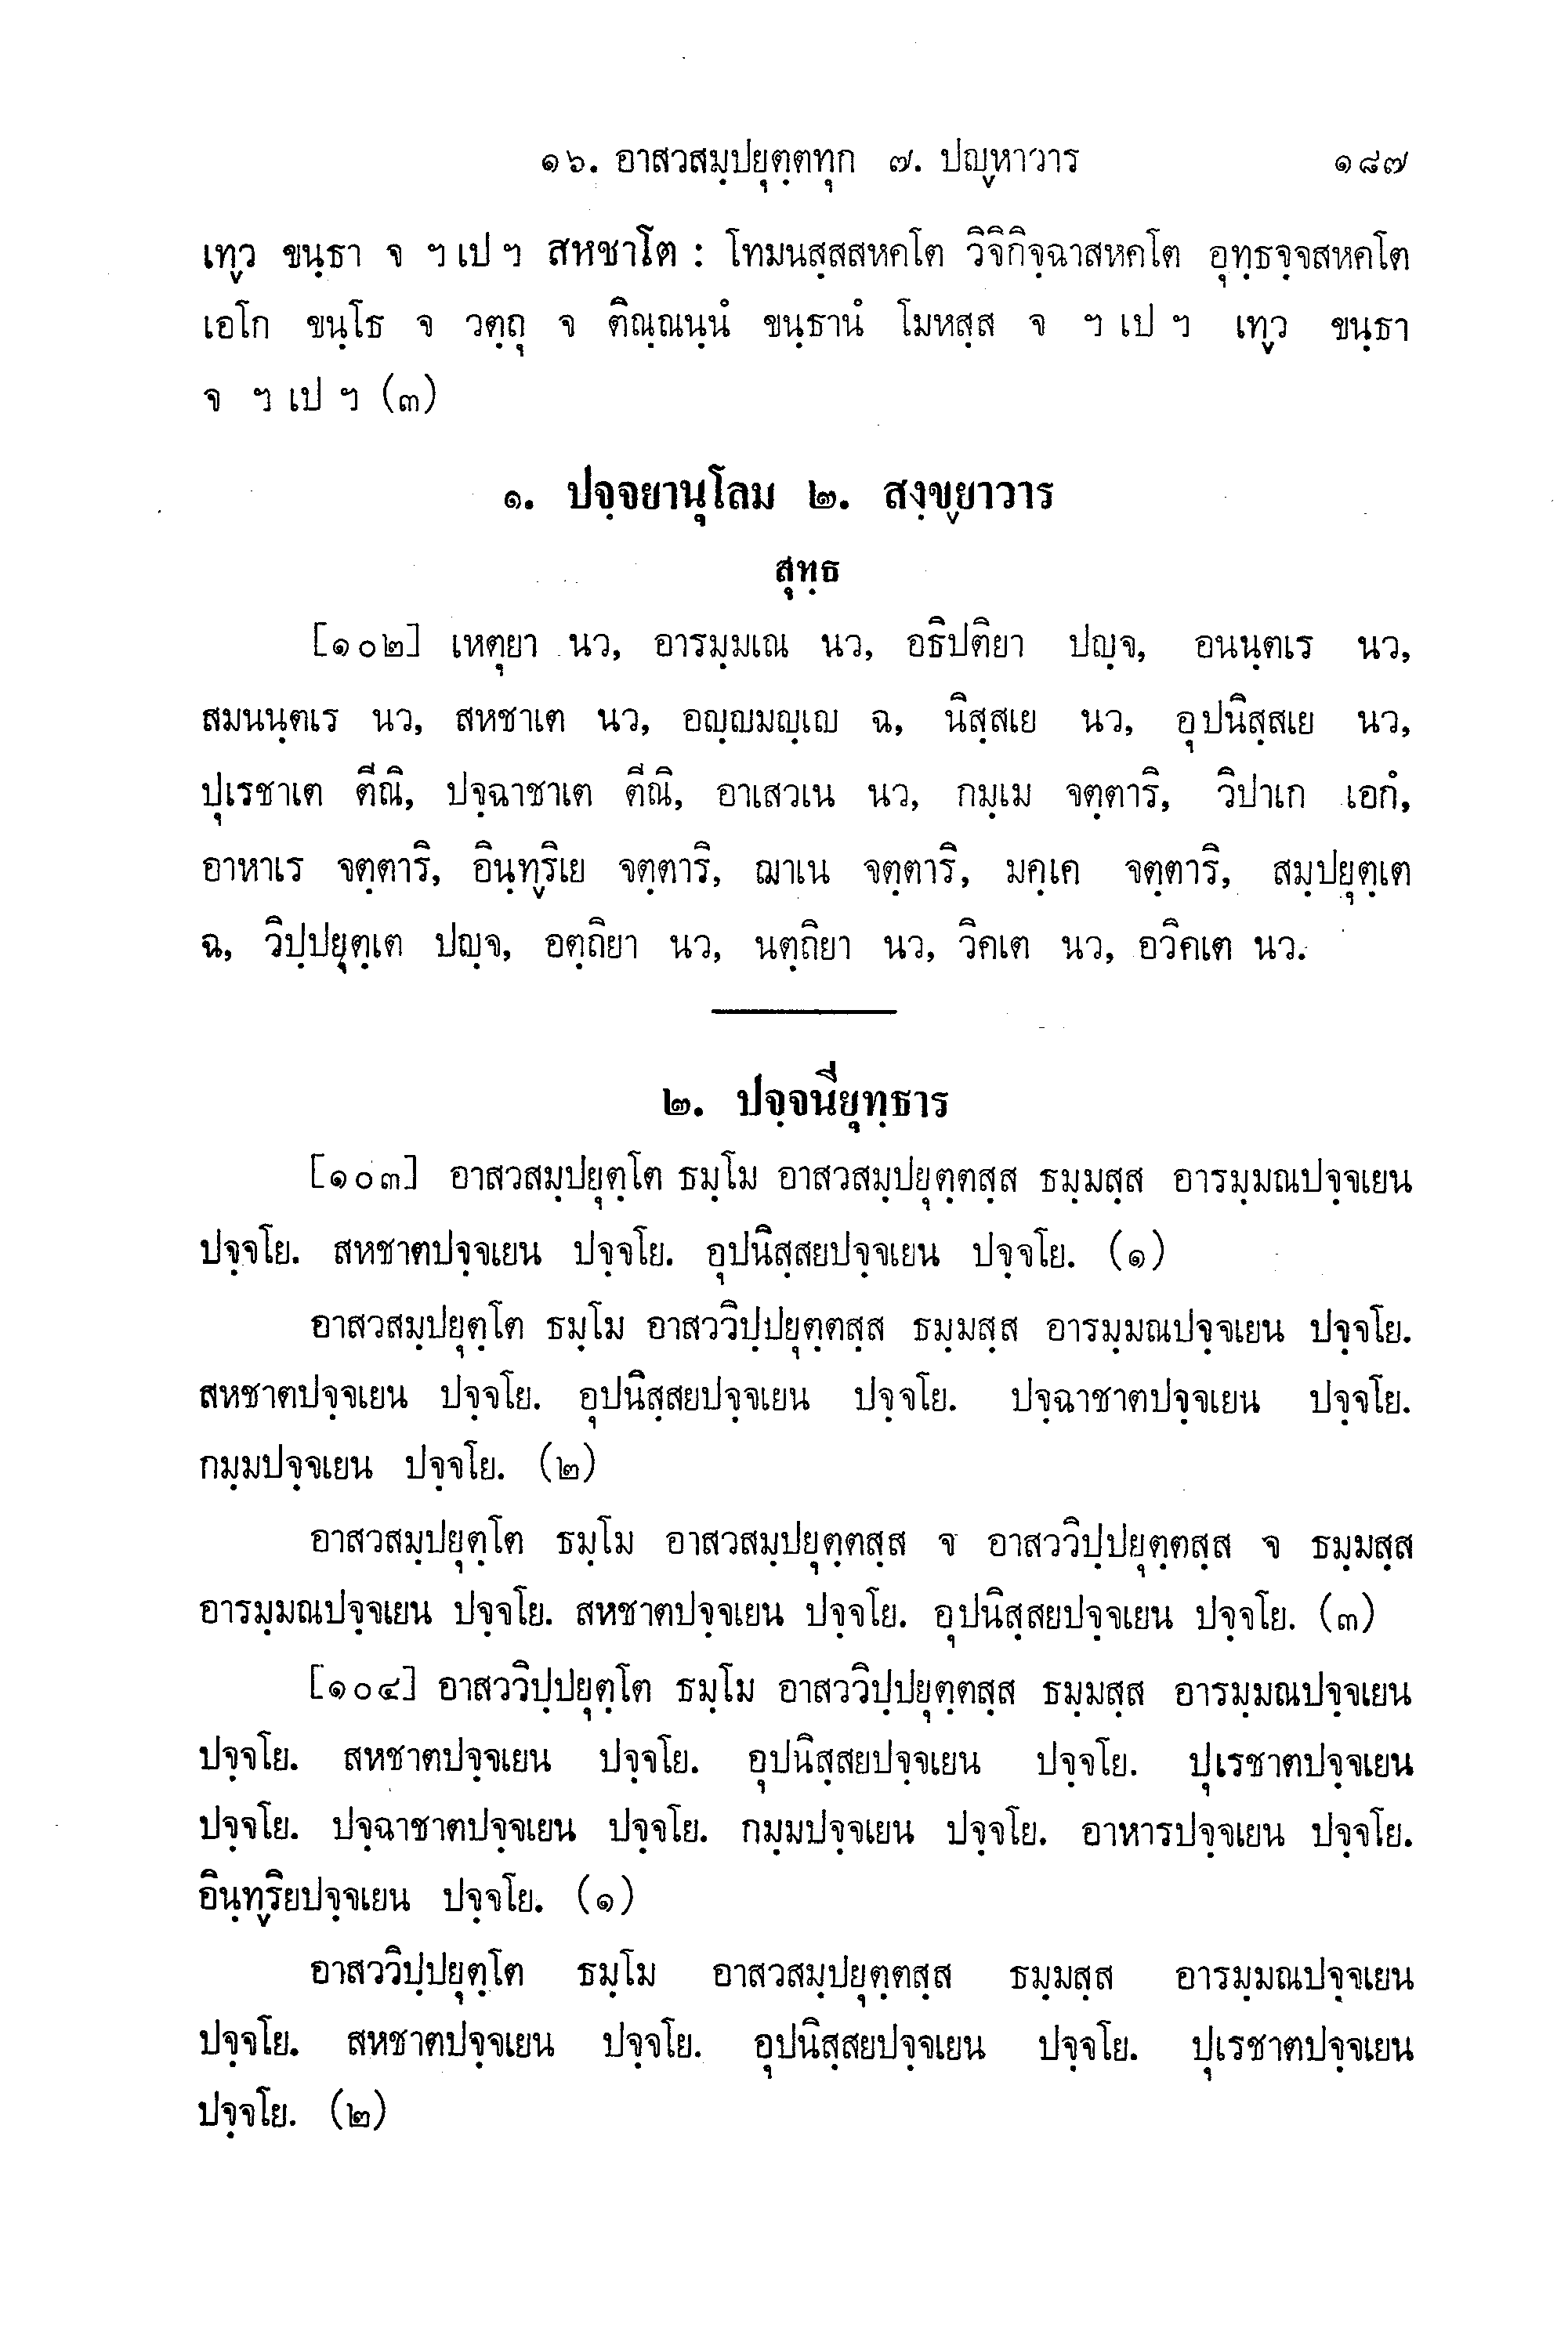 ๑๖. อาสวสมฺปยุตฺตทุก ๗. ปญฺหาวาร ๑๘๗
เทฺว ขนฺธา จ ฯ เป ฯ สหชาโต : โทมนสฺสสหคโต วิจิกิจฺฉาสหคโต อุทฺธจฺจสหคโต
เอโก ขนฺโธ จ วตฺถุ จ ติณฺณนฺนํ ขนฺธานํ โมหสฺส จ ฯ เป ฯ เทฺว ขนฺธา
จ ฯ เป ฯ (๓)
๑. ปจฺจยานุโลม ๒. สงฺขฺยาวาร
สุทฺธ
[๑๐๒] เหตุยา นว, อารมฺมเณ นว, อธิปติยา ปญฺจ, อนนฺตเร นว,
สมนนฺตเร นว, สหชาเต นว, อญฺญมญฺเญ ฉ, นิสฺสเย นว, อุปนิสฺสเย นว,
ปุเรชาเต ตีณิ, ปจฺฉาชาเต ตีณิ, อาเสวเน นว, กมฺเม จตฺตาริ, วิปาเก เอกํ,
อาหาเร จตฺตาริ, อินฺทฺริเย จตฺตาริ, ฌาเน จตฺตาริ, มคฺเค จตฺตาริ, สมฺปยุตฺเต
ฉ, วิปฺปยุตฺเต ปญฺจ, อตฺถิยา นว, นตฺถิยา นว, วิคเต นว, อวิคเต นว.
๒. ปจฺจนียุทฺธาร
[๑๐๓] อาสวสมฺปยุตฺโต ธมฺโม อาสวสมฺปยุตฺตสฺส ธมฺมสฺส อารมฺมณปจฺจเยน
ปจฺจโย. สหชาตปจฺจเยน ปจฺจโย. อุปนิสฺสยปจฺจเยน ปจฺจโย. (๑)
อาสวสมฺปยุตฺโต ธมฺโม อาสววิปฺปยุตฺตสฺส ธมฺมสฺส อารมฺมณปจฺจเยน ปจฺจโย.
สหชาตปจฺจเยน ปจฺจโย. อุปนิสฺสยปจฺจเยน ปจฺจโย. ปจฺฉาชาตปจฺจเยน ปจฺจโย.
กมฺมปจฺจเยน ปจฺจโย. (๒)
อาสวสมฺปยุตฺโต ธมฺโม อาสวสมฺปยุตฺตสฺส จ อาสววิปฺปยุตฺตสฺส จ ธมฺมสฺส
อารมฺมณปจฺจเยน ปจฺจโย. สหชาตปจฺจเยน ปจฺจโย. อุปนิสฺสยปจฺจเยน ปจฺจโย. (๓)
[๑๐๔] อาสววิปฺปยุตฺโต ธมฺโม อาสววิปฺปยุตฺตสฺส ธมฺมสฺส อารมฺมณปจฺจเยน
ปจฺจโย. สหชาตปจฺจเยน ปจฺจโย. อุปนิสฺสยปจฺจเยน ปจฺจโย. ปุเรชาตปจฺจเยน
ปจฺจโย. ปจฺฉาชาตปจฺจเยน ปจฺจโย. กมฺมปจฺจเยน ปจฺจโย. อาหารปจฺจเยน ปจฺจโย.
อินฺทฺริยปจฺจเยน ปจฺจโย. (๑)
อาสววิปฺปยุตฺโต ธมฺโม อาสวสมฺปยุตฺตสฺส ธมฺมสฺส อารมฺมณปจฺจเยน
ปจฺจโย. สหชาตปจฺจเยน ปจฺจโย. อุปนิสฺสยปจฺจเยน ปจฺจโย. ปุเรชาตปจฺจเยน
ปจฺจโย. (๒)